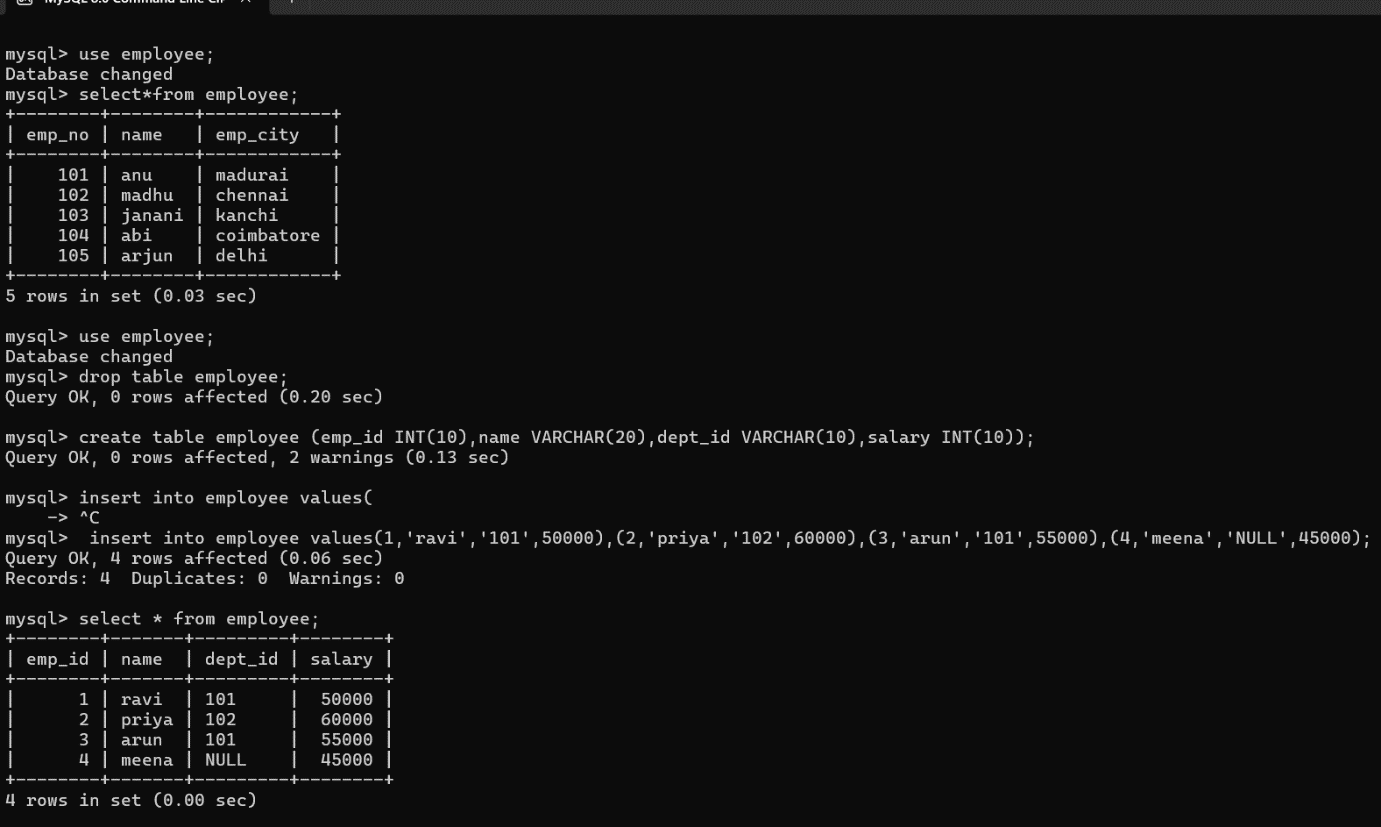 mysql> use employee;
Database changed
mysql> select*from employee;
+--------+--------+------------+
| emp_no | name   | emp_city   |
+--------+--------+------------+
|    101 | anu    | madurai    |
|    102 | madhu  | chennai    |
|    103 | janani | kanchi     |
|    104 | abi    | coimbatore |
|    105 | arjun  | delhi      |
+--------+--------+------------+
5 rows in set (0.03 sec)

mysql> use employee;
Database changed
mysql> drop table employee;
Query OK, 0 rows affected (0.20 sec)

mysql> create table employee (emp_id INT(10),name VARCHAR(20),dept_id VARCHAR(10),salary INT(10));
Query OK, 0 rows affected, 2 warnings (0.13 sec)

mysql> insert into employee values(
    -> ^C
mysql>  insert into employee values(1,'ravi','101',50000),(2,'priya','102',60000),(3,'arun','101',55000),(4,'meena','NULL',45000);
Query OK, 4 rows affected (0.06 sec)
Records: 4  Duplicates: 0  Warnings: 0

mysql> select * from employee;
+--------+-------+---------+--------+
| emp_id | name  | dept_id | salary |
+--------+-------+---------+--------+
|      1 | ravi  | 101     |  50000 |
|      2 | priya | 102     |  60000 |
|      3 | arun  | 101     |  55000 |
|      4 | meena | NULL    |  45000 |
+--------+-------+---------+--------+
4 rows in set (0.00 sec)